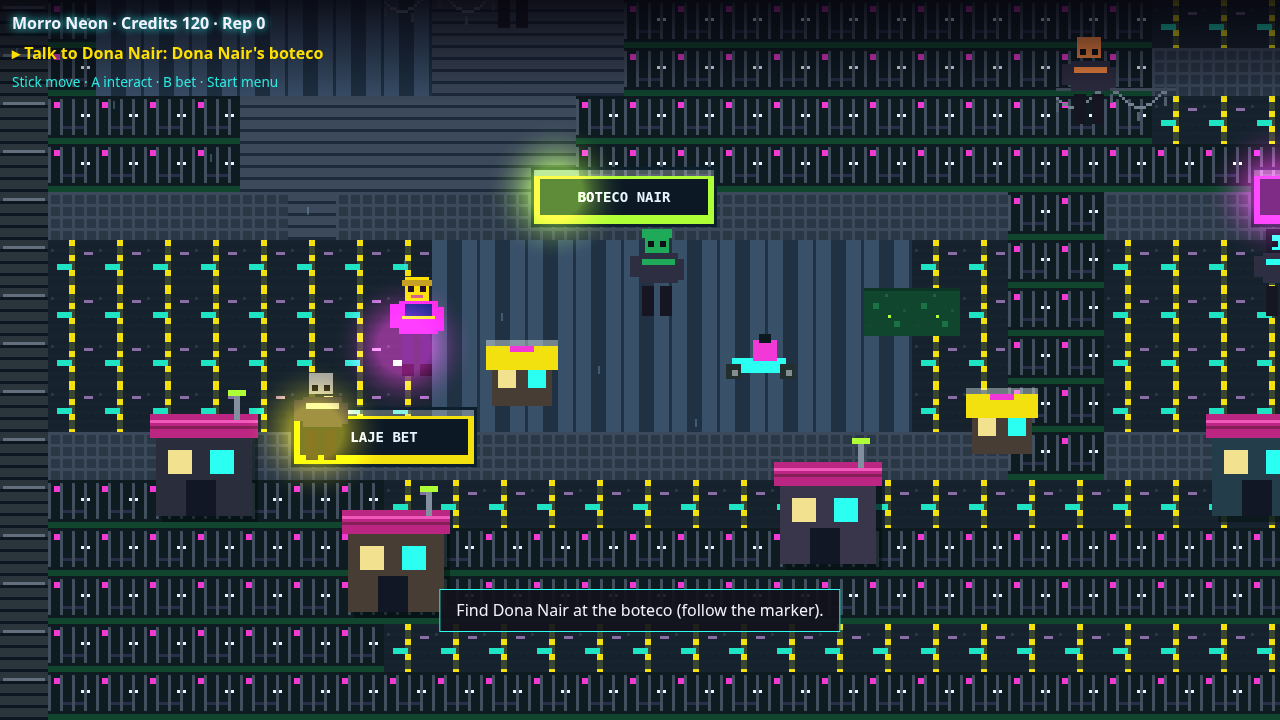 Morro Neon · Credits 120 · Rep 0
▸ Talk to Dona Nair: Dona Nair's boteco
Stick move · A interact · B bet · Start menu
BOTECO NAIR
LAJE BET
Find Dona Nair at the boteco (follow the marker).